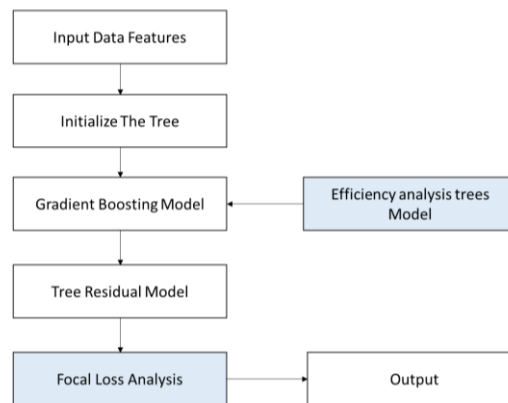 Input Data Features
Initialize The Tree
Gradient Boosting Model
Efficiency analysis trees
Model
Tree Residual Model
Focal Loss Analysis
Output